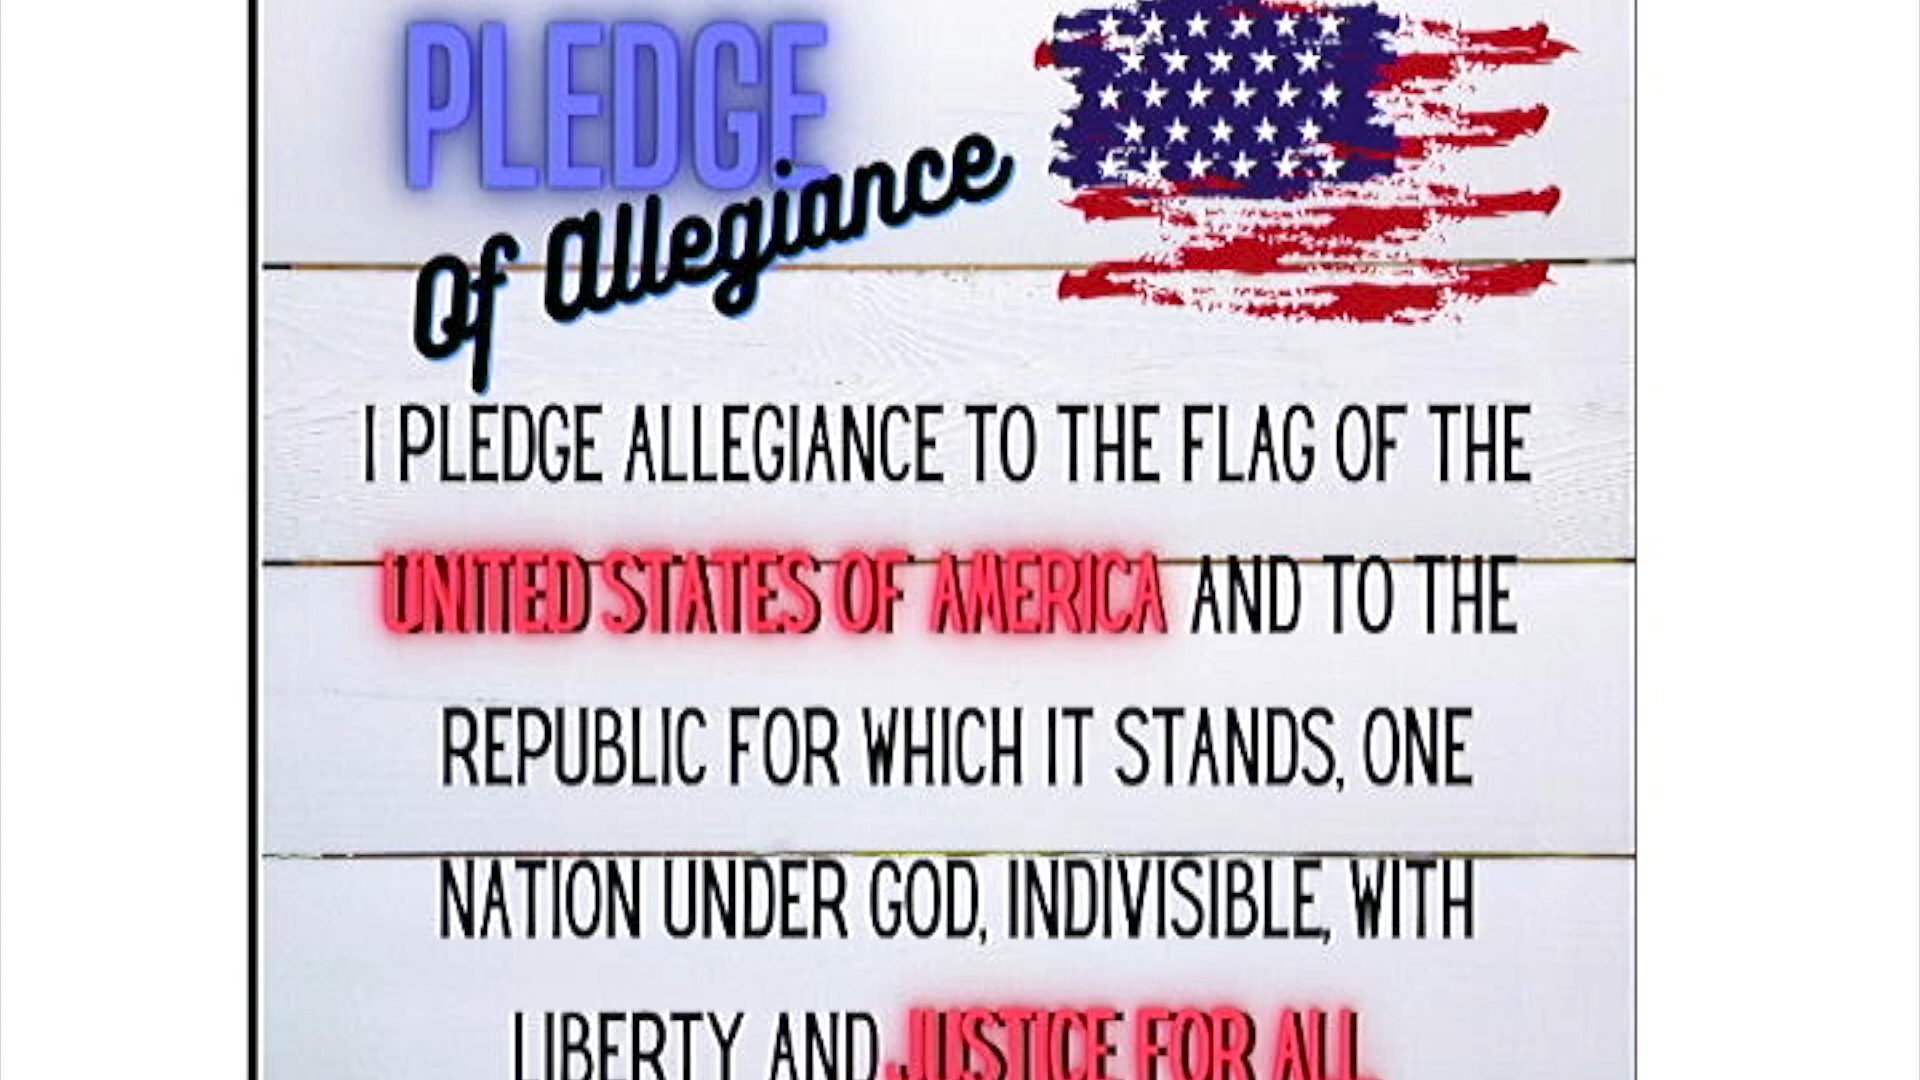 PLEDGE
Of Allegiance
I PLEDGE ALLEGIANCE TO THE FLAG OF THE
UNITED STATES OF AMERICA AND TO THE
REPUBLIC FOR WHICH IT STANDS, ONE
NATION UNDER GOD, INDIVISIBLE, WITH
LIBERTY AND JUSTICE FOR ALL